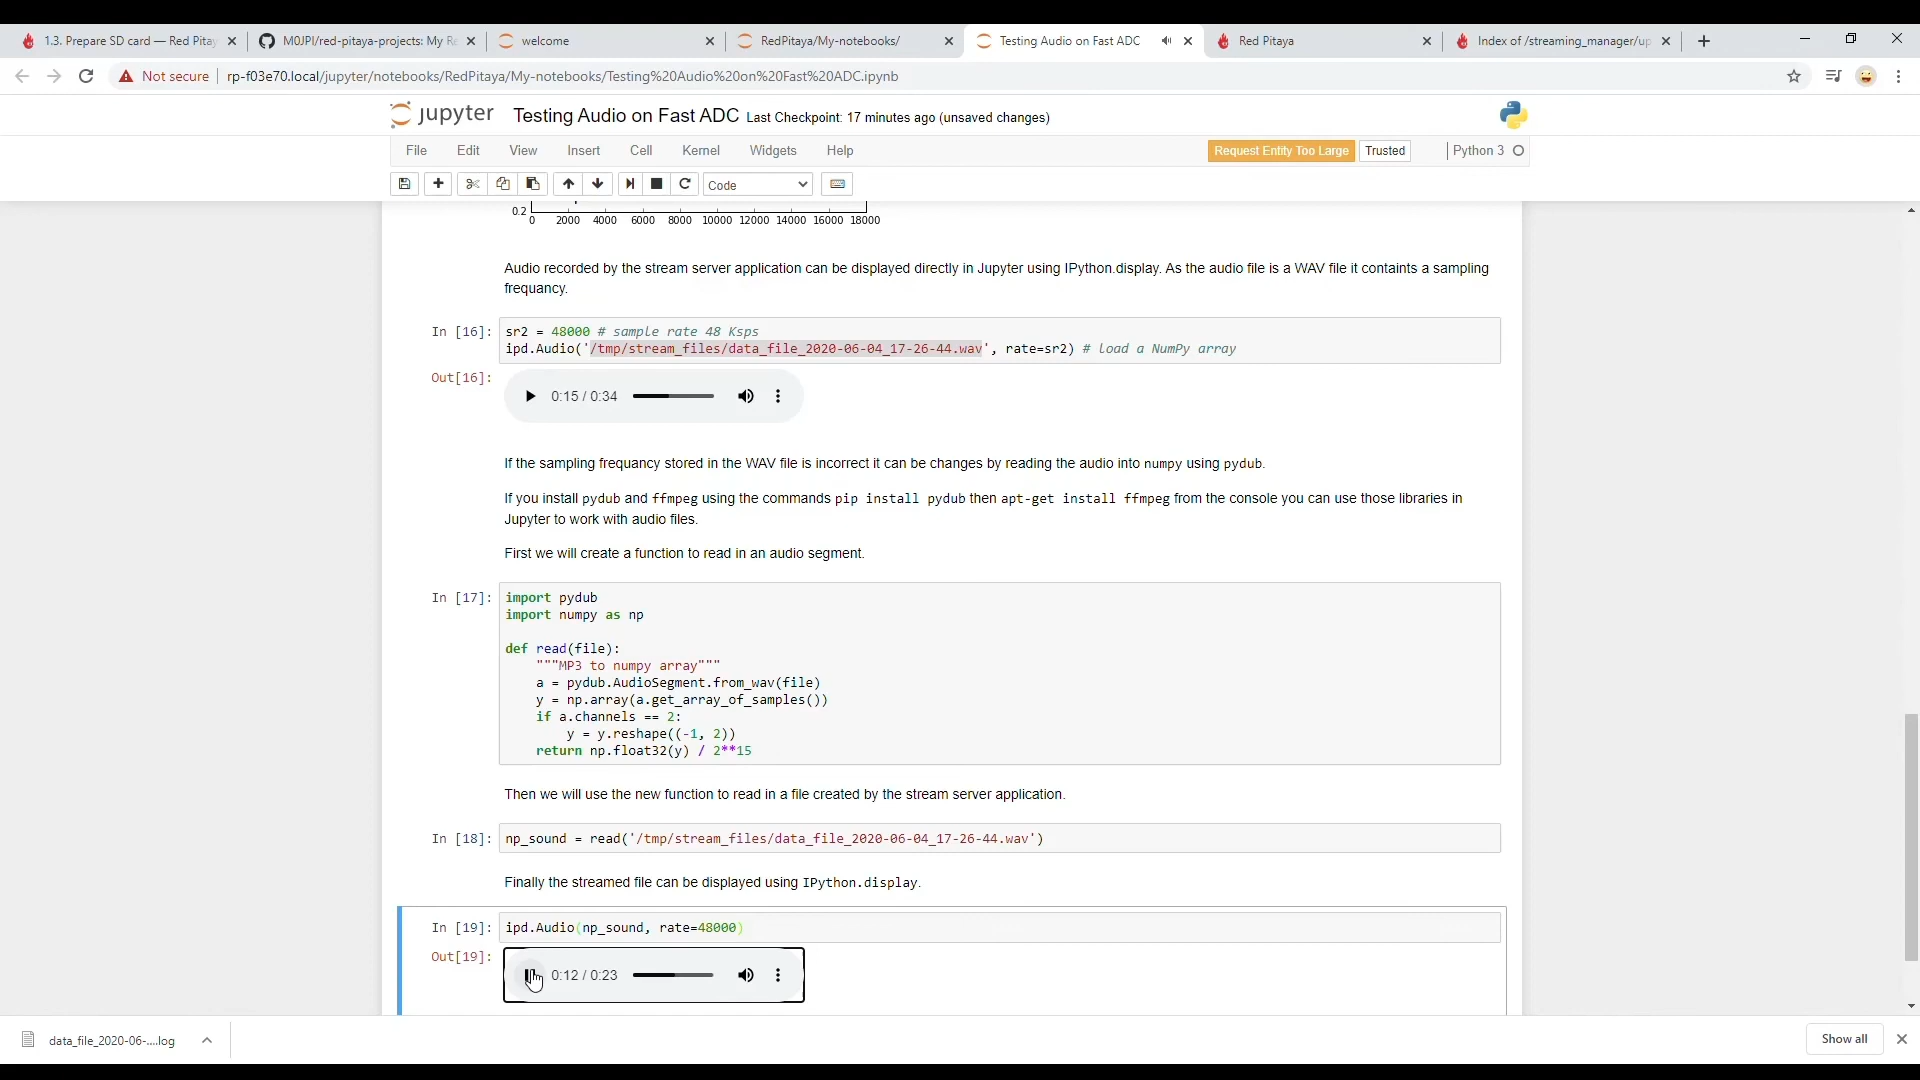 1.3. Prepare SD card — Red Pitay
M0JPI/red-pitaya-projects: My Re
welcome
RedPitaya/My-notebooks/
Testing Audio on Fast ADC
Red Pitaya
Index of /streaming_manager/up
Not secure
rp-f03e70.local/jupyter/notebooks/RedPitaya/My-notebooks/Testing%20Audio%20on%20Fast%20ADC.ipynb
jupyter Testing Audio on Fast ADC Last Checkpoint: 17 minutes ago (unsaved changes)
File Edit View Insert Cell Kernel Widgets Help Request Entity Too Large Trusted Python 3
Code
0.2
0 2000 4000 6000 8000 10000 12000 14000 16000 18000
Audio recorded by the stream server application can be displayed directly in Jupyter using IPython.display. As the audio file is a WAV file it containts a sampling
frequancy.
In [16]: sr2 = 48000 # sample rate 48 Ksps
ipd.Audio('/tmp/stream_files/data_file_2020-06-04_17-26-44.wav', rate=sr2) # load a NumPy array
Out[16]:
0:15 / 0:34
If the sampling frequancy stored in the WAV file is incorrect it can be changes by reading the audio into numpy using pydub.
If you install pydub and ffmpeg using the commands pip install pydub then apt-get install ffmpeg from the console you can use those libraries in
Jupyter to work with audio files.
First we will create a function to read in an audio segment.
In [17]: import pydub
import numpy as np
def read(file):
"""MP3 to numpy array"""
a = pydub.AudioSegment.from_wav(file)
y = np.array(a.get_array_of_samples())
if a.channels == 2:
y = y.reshape((-1, 2))
return np.float32(y) / 2**15
Then we will use the new function to read in a file created by the stream server application.
In [18]: np_sound = read('/tmp/stream_files/data_file_2020-06-04_17-26-44.wav')
Finally the streamed file can be displayed using IPython.display.
In [19]: ipd.Audio(np_sound, rate=48000)
Out[19]:
0:12 / 0:23
data_file_2020-06-....log
Show all